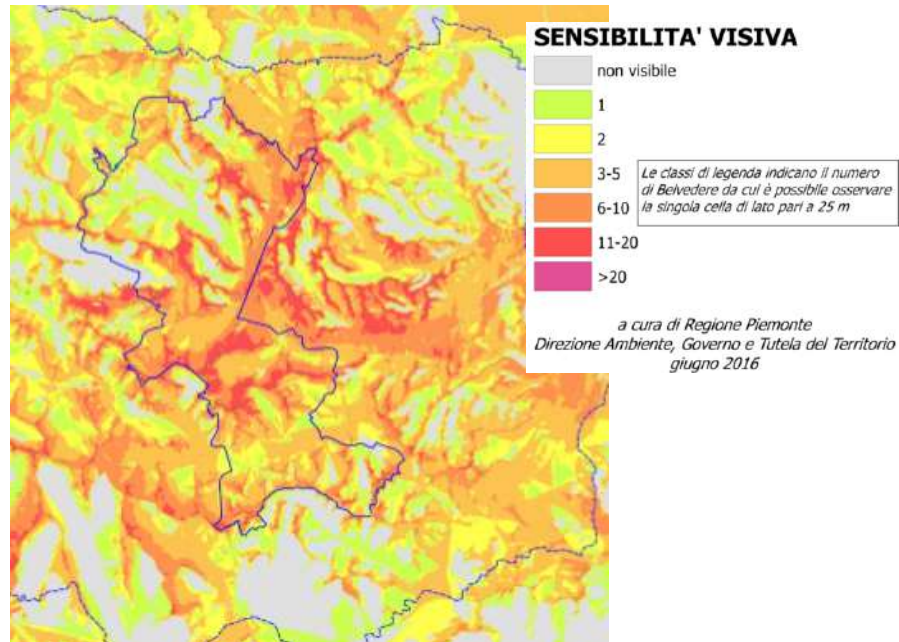 SENSIBILITA' VISIVA
non visibile
1
2
3-5
6-10
11-20
>20
Le classi di legenda indicano il numero
di Belvedere da cui è possibile osservare
la singola cella di lato pari a 25 m
a cura di Regione Piemonte
Direzione Ambiente, Governo e Tutela del Territorio
giugno 2016